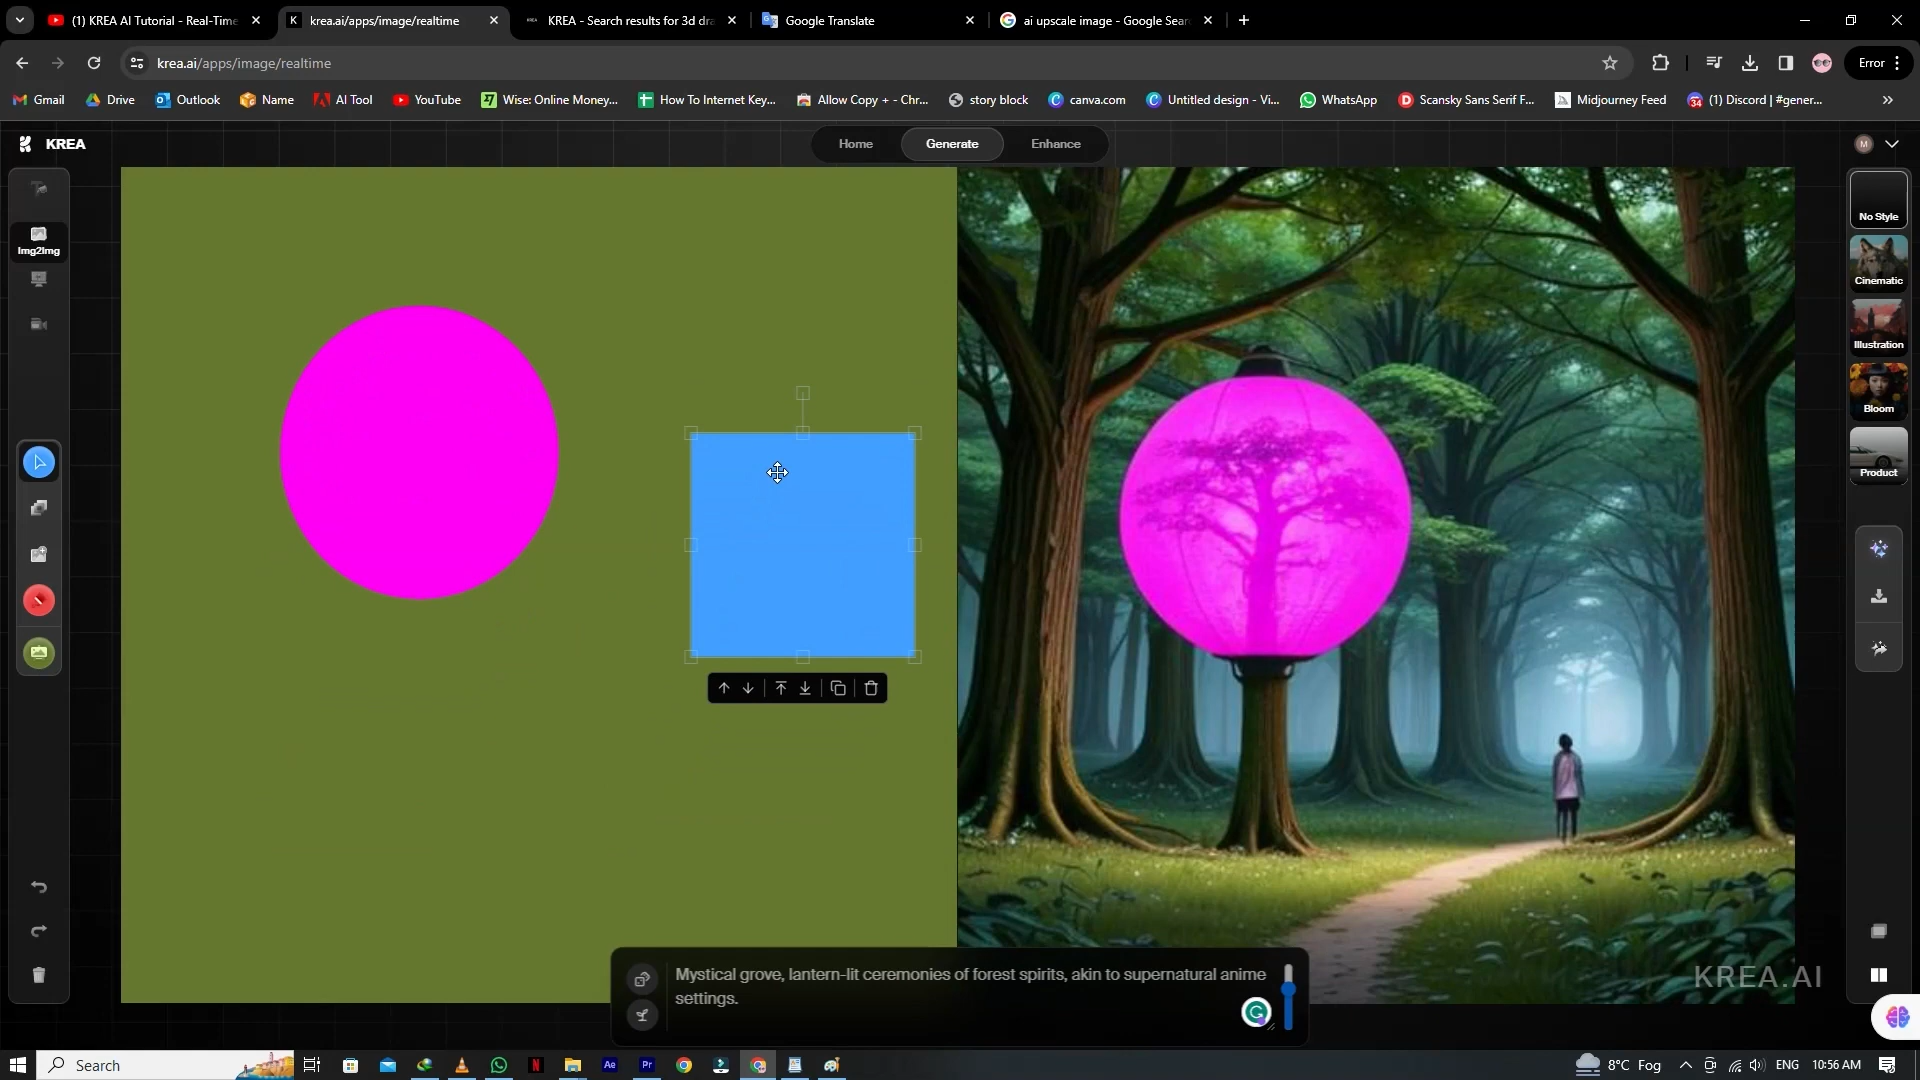 (1) KREA AI Tutorial - Real-Time
krea.ai/apps/image/realtime
KREA - Search results for 3d dra
Google Translate
ai upscale image - Google Sear
krea.ai/apps/image/realtime
Error
Gmail
Drive
Outlook
Name
AI Tool
YouTube
Wise: Online Money...
How To Internet Key...
Allow Copy + - Chr...
story block
canva.com
Untitled design - Vi...
WhatsApp
Scansky Sans Serif F...
Midjourney Feed
(1) Discord | #gener...
KREA
Home
Generate
Enhance
M
Img2Img
No Style
Cinematic
Illustration
Bloom
Product
Mystical grove, lantern-lit ceremonies of forest spirits, akin to supernatural anime
settings.
KREA.AI
Search
8°C Fog
ENG
10:56 AM